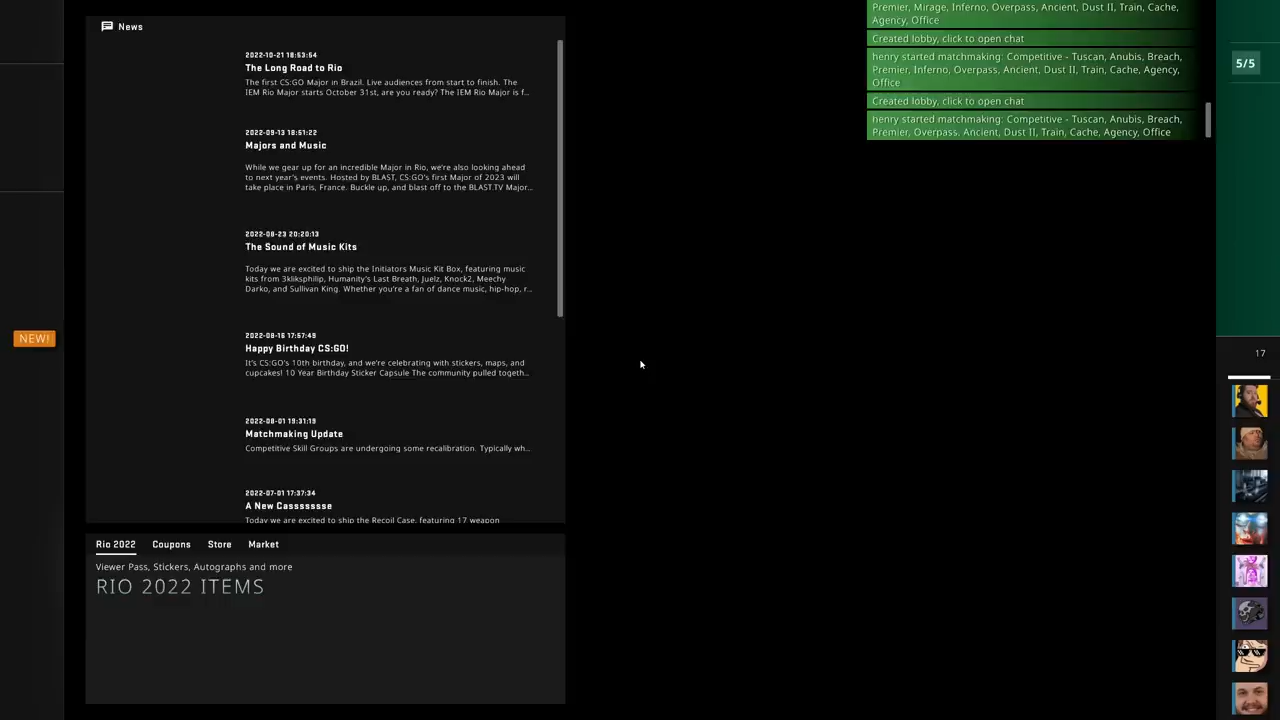 News
2022-10-21 18:53:54
The Long Road to Rio
The first CS:GO Major in Brazil. Live audiences from start to finish. The
IEM Rio Major starts October 31st, are you ready? The IEM Rio Major is f...
2022-09-13 18:51:22
Majors and Music
While we gear up for an incredible Major in Rio, we're also looking ahead
to next year's events. Hosted by BLAST, CS:GO's first Major of 2023 will
take place in Paris, France. Buckle up, and blast off to the BLAST.TV Major...
2022-08-23 20:20:13
The Sound of Music Kits
Today we are excited to ship the Initiators Music Kit Box, featuring music
kits from 3kliksphilip, Humanity's Last Breath, Juelz, Knock2, Meechy
Darko, and Sullivan King. Whether you're a fan of dance music, hip-hop, r...
2022-08-16 17:57:49
Happy Birthday CS:GO!
It's CS:GO's 10th birthday, and we're celebrating with stickers, maps, and
cupcakes! 10 Year Birthday Sticker Capsule The community pulled togeth...
2022-08-01 19:31:19
Matchmaking Update
Competitive Skill Groups are undergoing some recalibration. Typically wh...
2022-07-01 17:37:34
A New Casssssse
Today we are excited to ship the Recoil Case, featuring 17 weapon
NEW!
Rio 2022 Coupons Store Market
Viewer Pass, Stickers, Autographs and more
RIO 2022 ITEMS
Premier, Mirage, Inferno, Overpass, Ancient, Dust II, Train, Cache,
Agency, Office
Created lobby, click to open chat
henry started matchmaking: Competitive - Tuscan, Anubis, Breach,
Premier, Inferno, Overpass, Ancient, Dust II, Train, Cache, Agency,
Office
Created lobby, click to open chat
henry started matchmaking: Competitive - Tuscan, Anubis, Breach,
Premier, Overpass, Ancient, Dust II, Train, Cache, Agency, Office
5/5
17